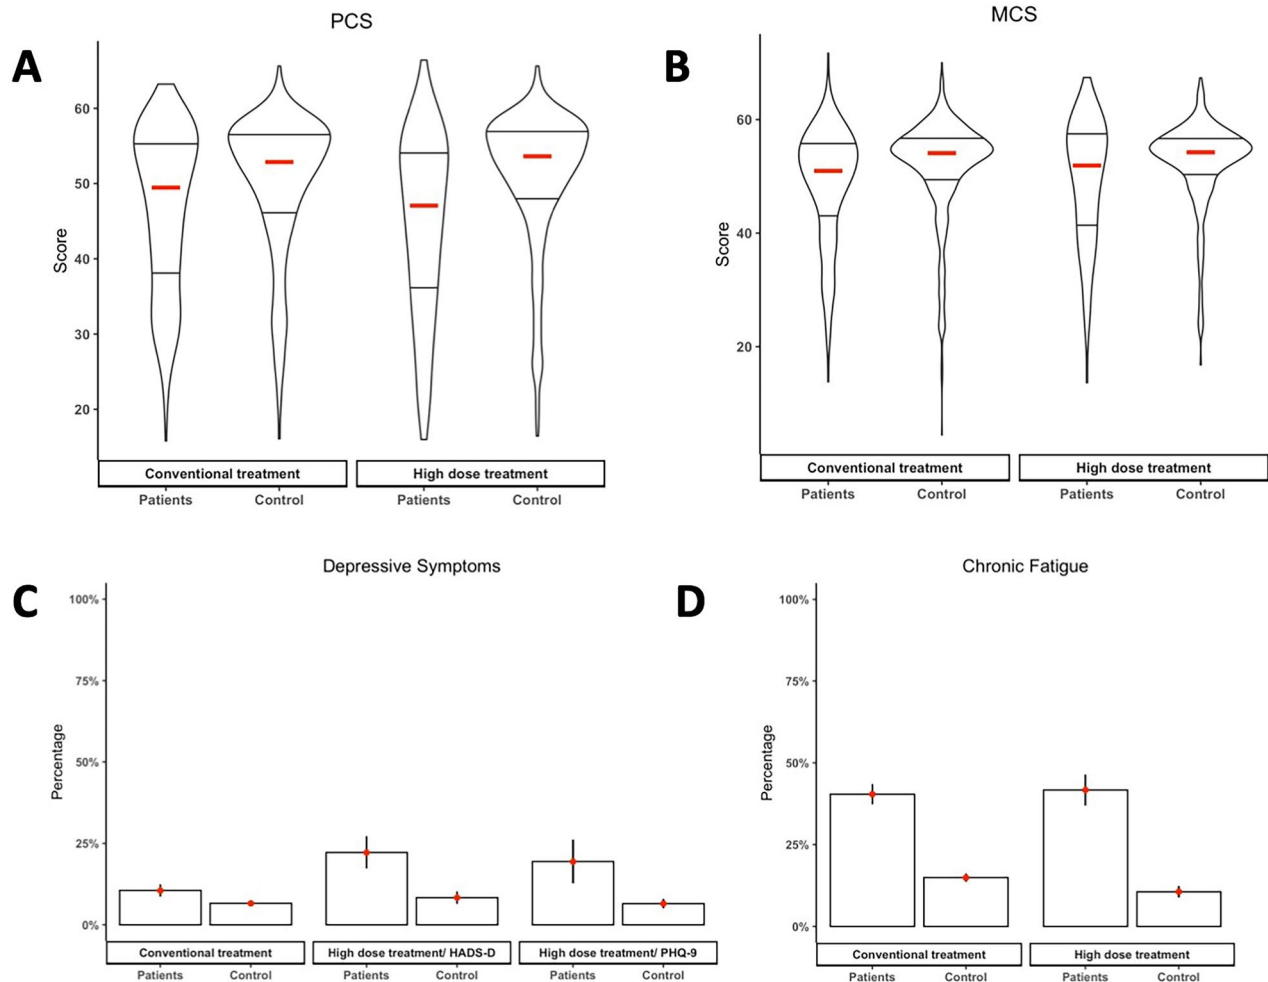 A
PCS
Score
60
50
40
30
20
Conventional treatment
High dose treatment
Patients
Control
Patients
Control
B
MCS
Score
60
40
20
Conventional treatment
High dose treatment
Patients
Control
Patients
Control
C
Depressive Symptoms
Percentage
100%
75%
50%
25%
0%
Conventional treatment
High dose treatment/ HADS-D
High dose treatment/ PHQ-9
Patients
Control
Patients
Control
Patients
Control
D
Chronic Fatigue
Percentage
100%
75%
50%
25%
0%
Conventional treatment
High dose treatment
Patients
Control
Patients
Control